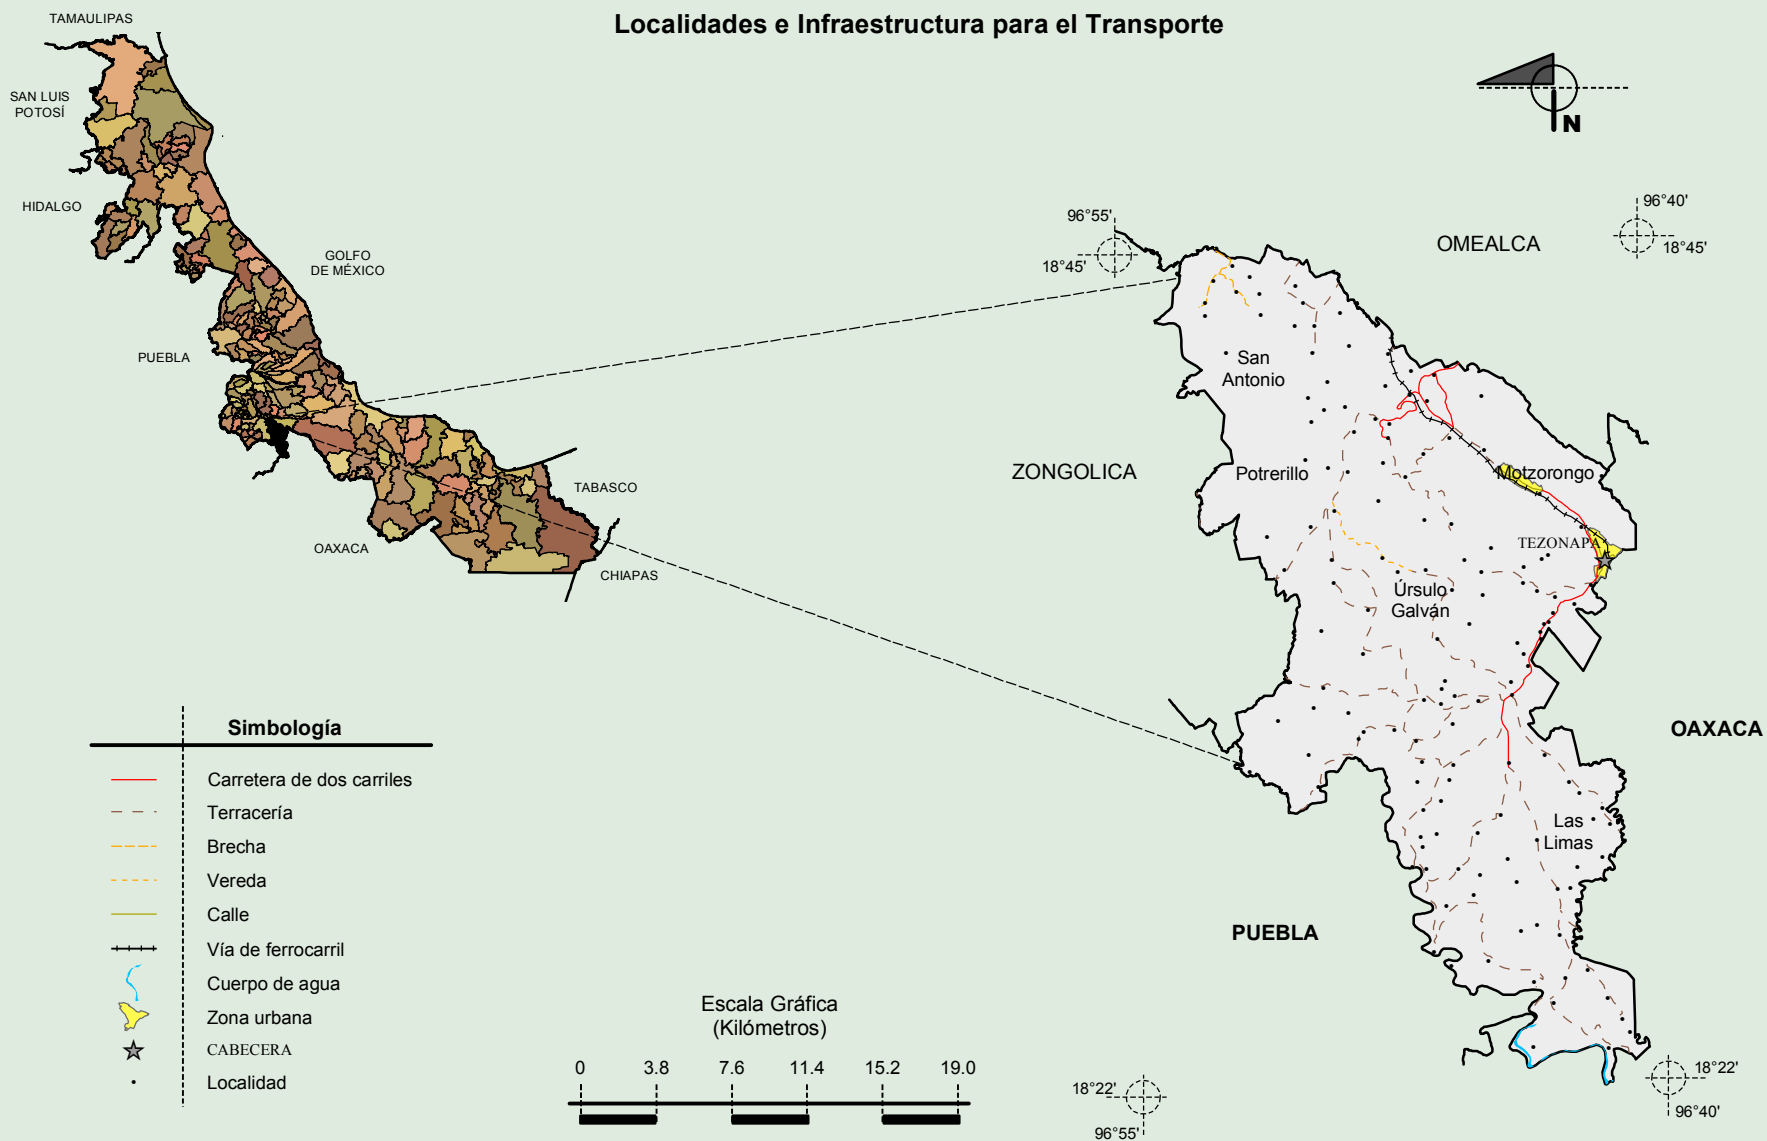 Localidades e Infraestructura para el Transporte
TAMAULIPAS
SAN LUIS
POTOSÍ
HIDALGO
GOLFO
DE MÉXICO
PUEBLA
OAXACA
TABASCO
CHIAPAS
N
96°55'
18°45'
96°40'
18°45'
OMEALCA
ZONGOLICA
San
Antonio
Potrerillo
Motzorongo
TEZONAPA
Úrsulo
Galván
OAXACA
Las
Limas
PUEBLA
18°22'
96°55'
18°22'
96°40'
Simbología
Carretera de dos carriles
Terracería
Brecha
Vereda
Calle
Vía de ferrocarril
Cuerpo de agua
Zona urbana
CABECERA
Localidad
Escala Gráfica
(Kilómetros)
0 3.8 7.6 11.4 15.2 19.0